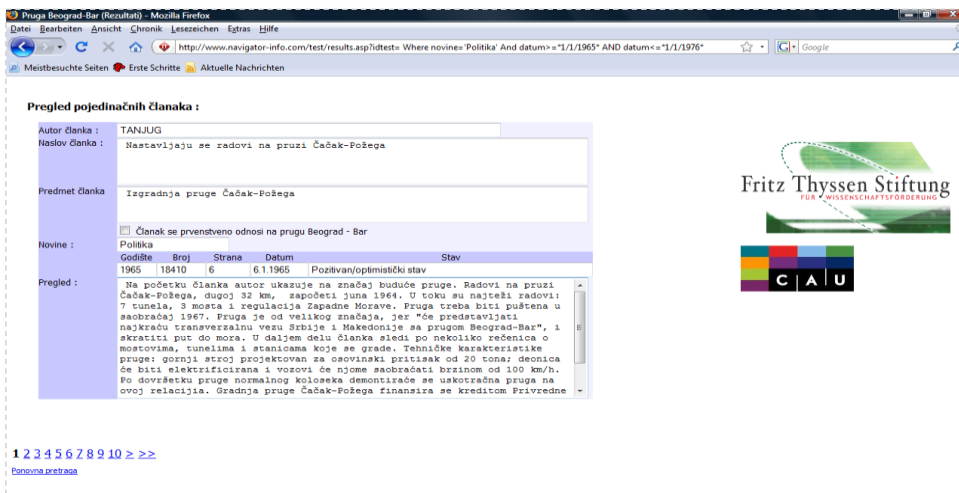 Pruga Beograd-Bar (Rezultati) - Mozilla Firefox
Datei Bearbeiten Ansicht Chronik Lesezeichen Extras Hilfe
http://www.navigator-info.com/test/results.asp?idtest= Where novine='Politika' And datum>="1/1/1965" AND datum<="1/1/1976"
Google
Meistbesuchte Seiten Erste Schritte Aktuelle Nachrichten
Pregled pojedinačnih članaka :
Autor članka : TANJUG
Naslov članka : Nastavljaju se radovi na pruzi Čačak-Požega
Predmet članka Izgradnja pruge Čačak-Požega
Članak se prvenstveno odnosi na prugu Beograd - Bar
Novine : Politika
Godište Broj Strana Datum Stav
1965 18410 6 6.1.1965 Pozitivan/optimistički stav
Pregled : Na početku članka autor ukazuje na značaj buduće pruge. Radovi na pruzi
Čačak-Požega, dugoj 32 km, započeti juna 1964. U toku su najteži radovi:
7 tunela, 3 mosta i regulacija Zapadne Morave. Pruga treba biti puštena u
saobraćaj 1967. Pruga je od velikog značaja, jer "će predstavljati
najkraću transverzalnu vezu Srbije i Makedonije sa prugom Beograd-Bar", i
skratiti put do mora. U daljem delu članka sledi po nekoliko rečenica o
mostovima, tunelima i stanicama koje se grade. Tehničke karakteristike
pruge: gornji stroj projektovan za osovinski pritisak od 20 tona; deonica
će biti elektrificirana i vozovi će njome saobraćati brzinom od 100 km/h.
Po dovršetku pruge normalnog koloseka demontiraće se uskotračna pruga na
ovoj relaciji. Gradnja pruge Čačak-Požega finansira se kreditom Privredne
Fritz Thyssen Stiftung
FÜR WISSENSCHAFTSFÖRDERUNG
C A U
1 2 3 4 5 6 7 8 9 10 > >>
Ponovna pretraga